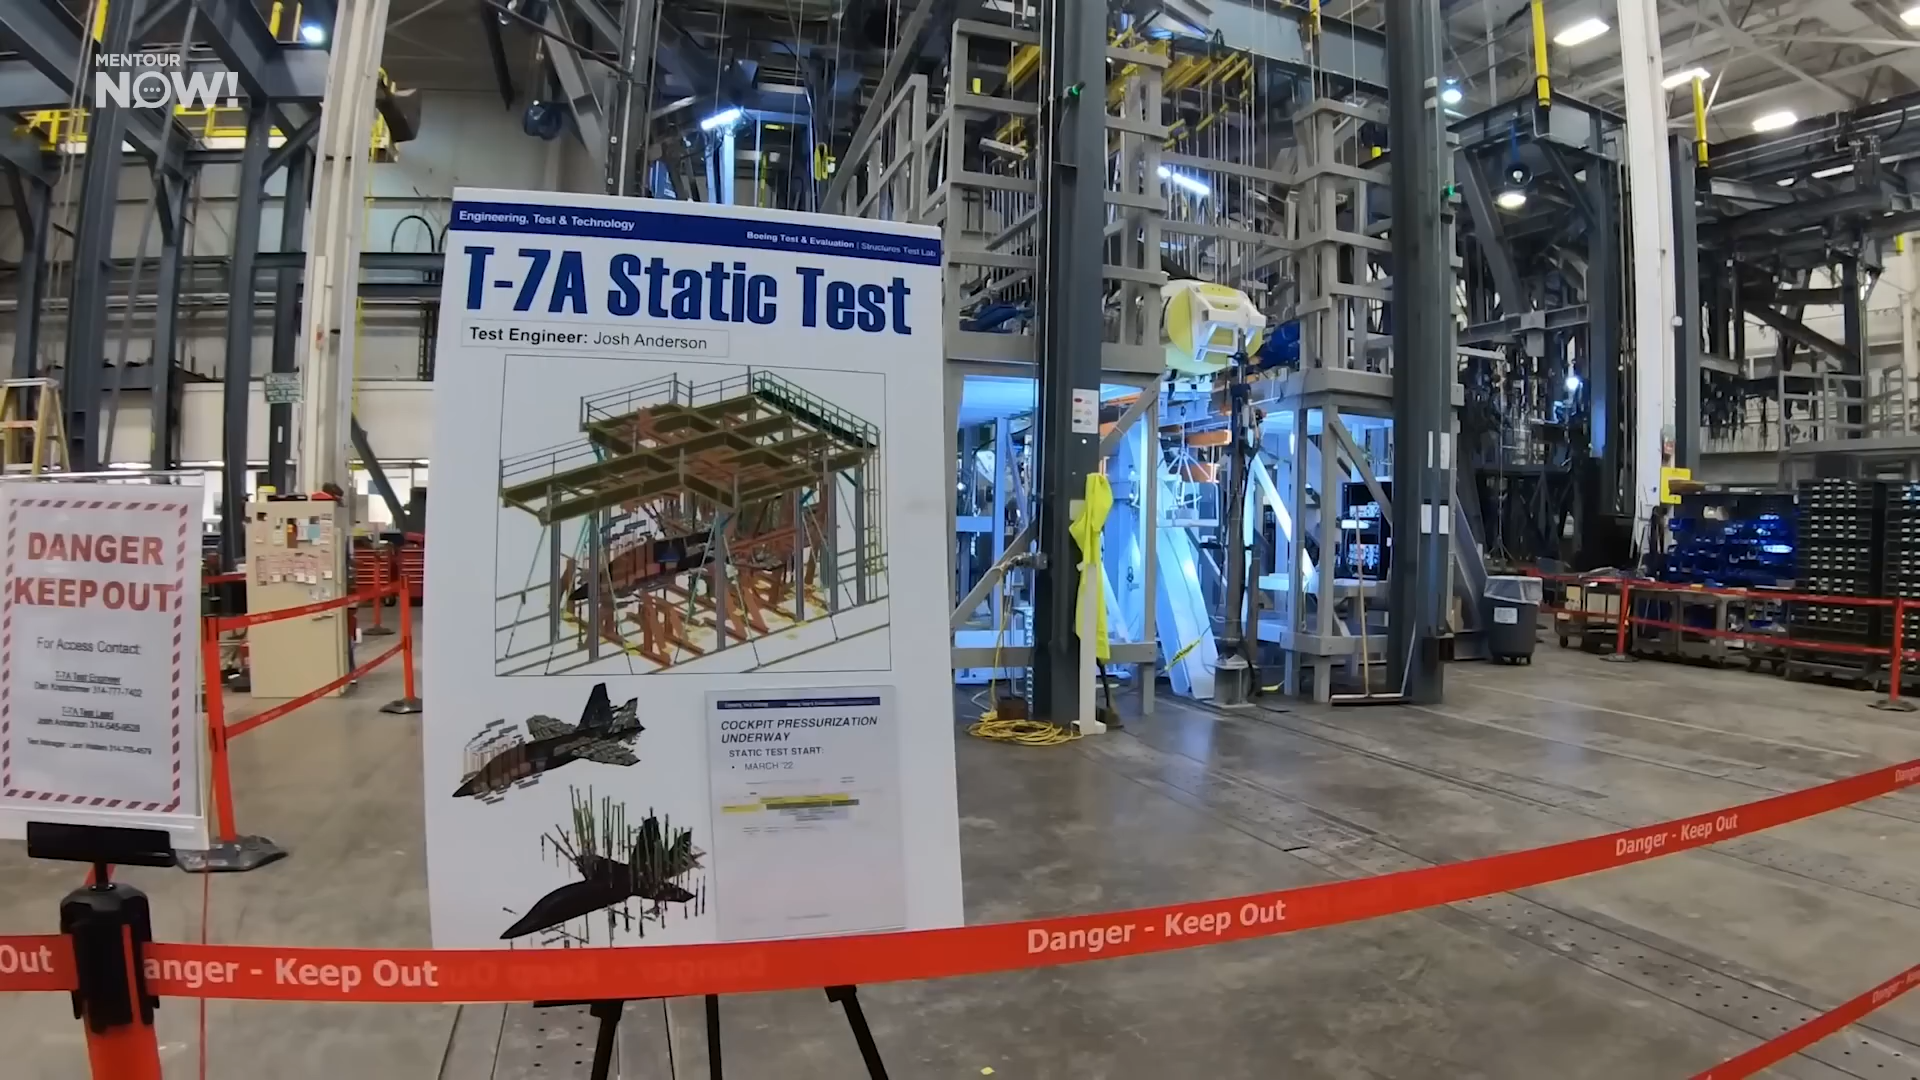 MENTOUR
NOW!
Engineering, Test & Technology
Boeing Test & Evaluation | Structures Test Lab
T-7A Static Test
Test Engineer: Josh Anderson
COCKPIT PRESSURIZATION
UNDERWAY
STATIC TEST START:
• MARCH '22
DANGER
KEEP OUT
For Access Contact:
T-7A Test Engineer
T-7A Test Lead
Josh Anderson
Out
anger - Keep Out
Danger - Keep Out
Danger - Keep Out